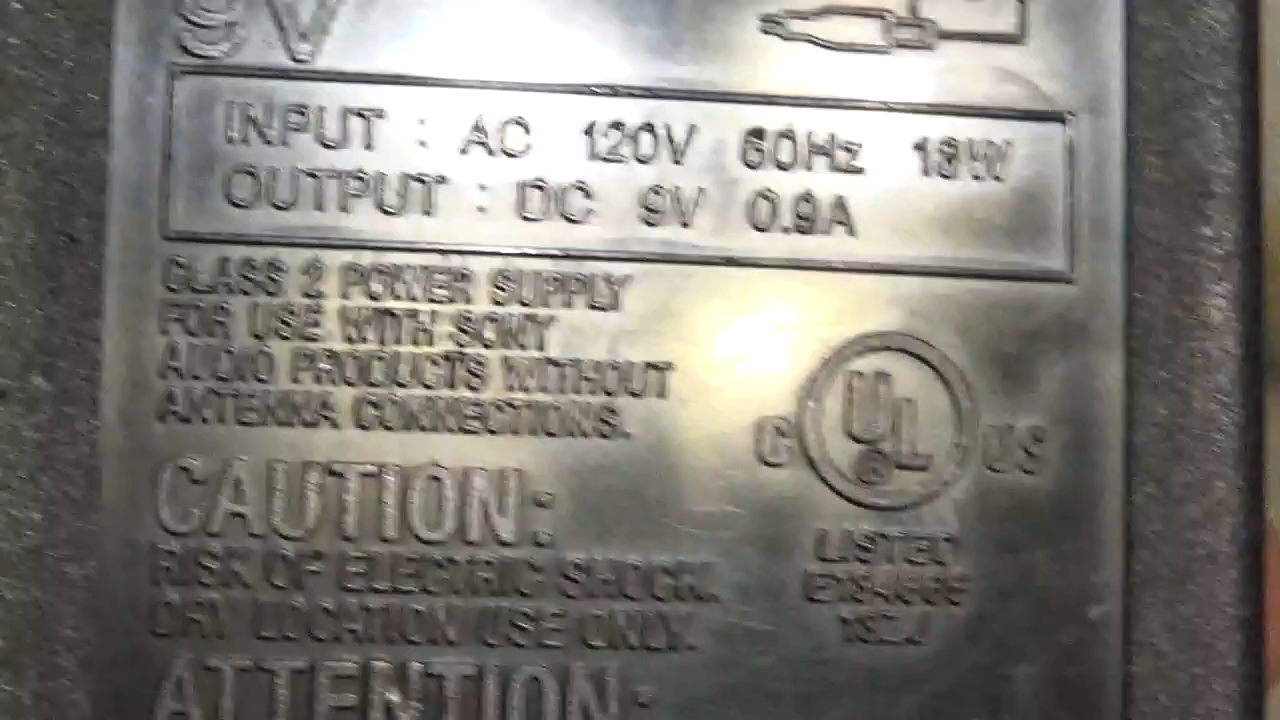 9V
INPUT : AC 120V 60Hz 18W
OUTPUT : DC 9V 0.9A
CLASS 2 POWER SUPPLY
FOR USE WITH SONY
AUDIO PRODUCTS WITHOUT
ANTENNA CONNECTIONS.
C UL ® US
LISTED
CAUTION:
RISK OF ELECTRIC SHOCK.
DRY LOCATION USE ONLY.
ATTENTION: